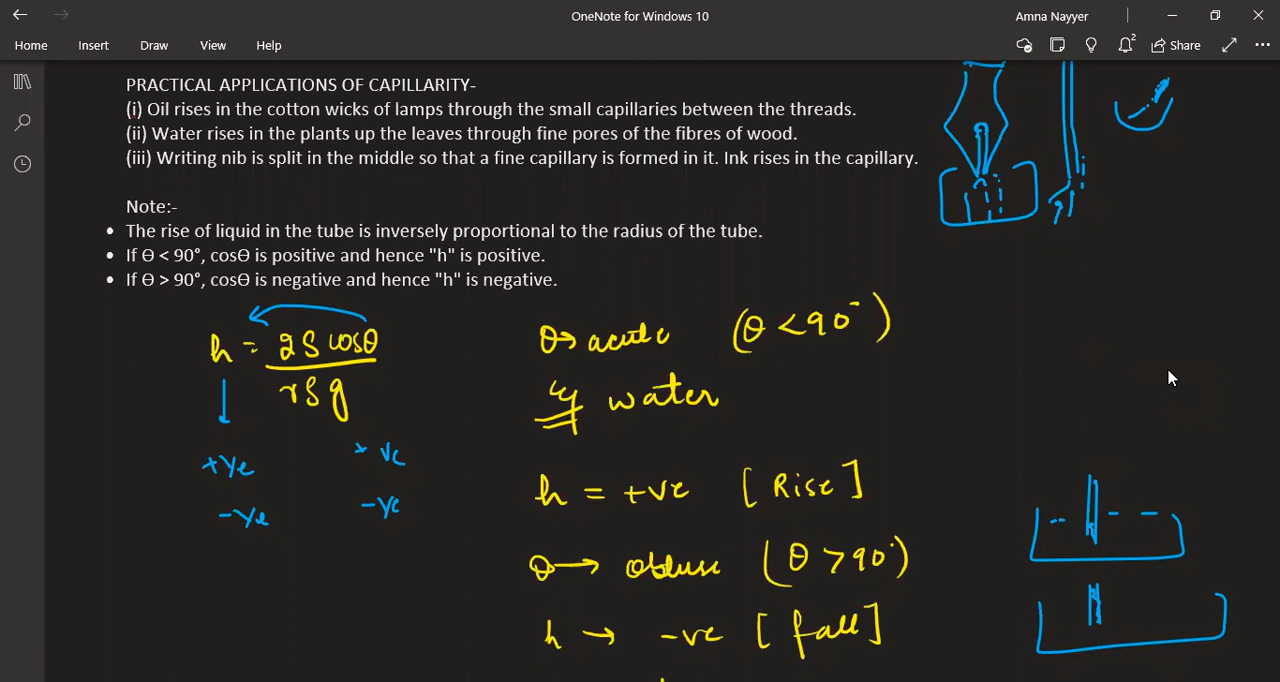 OneNote for Windows 10
Amna Nayyer
Home Insert Draw View Help
2
Share
PRACTICAL APPLICATIONS OF CAPILLARITY-
(i) Oil rises in the cotton wicks of lamps through the small capillaries between the threads.
(ii) Water rises in the plants up the leaves through fine pores of the fibres of wood.
(iii) Writing nib is split in the middle so that a fine capillary is formed in it. Ink rises in the capillary.
Note:-
• The rise of liquid in the tube is inversely proportional to the radius of the tube.
• If Ɵ < 90°, cosƟ is positive and hence "h" is positive.
• If Ɵ > 90°, cosƟ is negative and hence "h" is negative.
h = 2S cosθ
rSg
+ve +ve
-ve -ve
θ→ acute (θ <90°)
eg water
h = +ve [Rise]
θ → obtuse (θ >90°)
h → -ve [fall]